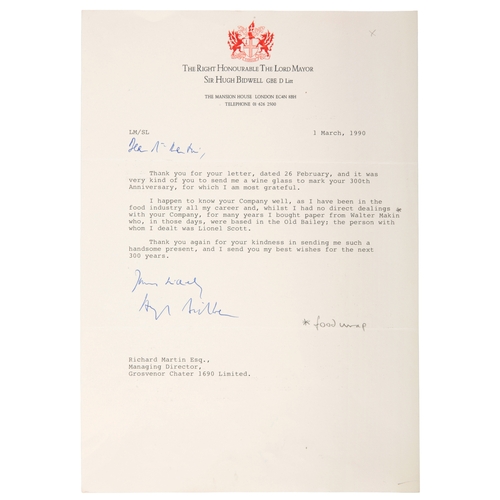 THE RIGHT HONOURABLE THE LORD MAYOR
SIR HUGH BIDWELL GBE D Litt
THE MANSION HOUSE LONDON EC4N 8BH
TELEPHONE 01 626 2500
LM/SL 1 March, 1990
Dear Mr Martin,
Thank you for your letter, dated 26 February, and it was
very kind of you to send me a wine glass to mark your 300th
Anniversary, for which I am most grateful.
I happen to know your Company well, as I have been in the
food industry all my career and, whilst I had no direct dealings *
with your Company, for many years I bought paper from Walter Makin
who, in those days, were based in the Old Bailey; the person with
whom I dealt was Lionel Scott.
Thank you again for your kindness in sending me such a
handsome present, and I send you my best wishes for the next
300 years.
Yours sincerely
Hugh Bidwell
* food wrap
Richard Martin Esq.,
Managing Director,
Grosvenor Chater 1690 Limited.